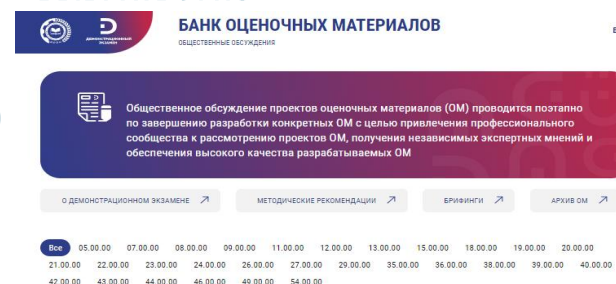 ДЕМОНСТРАЦИОННЫЙ
ЭКЗАМЕН
БАНК ОЦЕНОЧНЫХ МАТЕРИАЛОВ
ОБЩЕСТВЕННЫЕ ОБСУЖДЕНИЯ
Общественное обсуждение проектов оценочных материалов (ОМ) проводится поэтапно
по завершению разработки конкретных ОМ с целью привлечения профессионального
сообщества к рассмотрению проектов ОМ, получения независимых экспертных мнений и
обеспечения высокого качества разрабатываемых ОМ
О ДЕМОНСТРАЦИОННОМ ЭКЗАМЕНЕ МЕТОДИЧЕСКИЕ РЕКОМЕНДАЦИИ БРИФИНГИ АРХИВ ОМ
Все 05.00.00 07.00.00 08.00.00 09.00.00 11.00.00 12.00.00 13.00.00 15.00.00 18.00.00 19.00.00 20.00.00
21.00.00 22.00.00 23.00.00 24.00.00 26.00.00 27.00.00 29.00.00 35.00.00 36.00.00 38.00.00 39.00.00 40.00.00
42.00.00 43.00.00 44.00.00 46.00.00 49.00.00 54.00.00